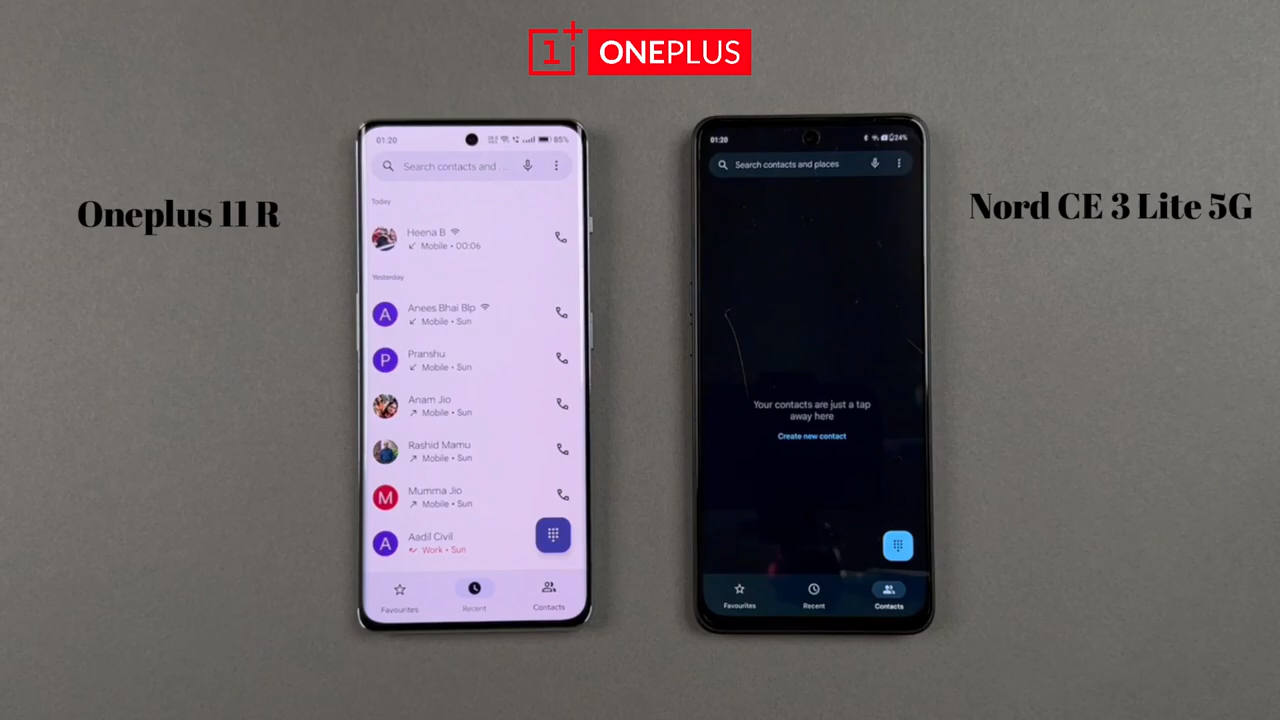 1+ ONEPLUS
Oneplus 11 R
Nord CE 3 Lite 5G
01:20
85%
Search contacts and ...
Today
Heena B
Mobile • 00:06
Yesterday
A
Anees Bhai Blp
Mobile • Sun
P
Pranshu
Mobile • Sun
Anam Jio
Mobile • Sun
Rashid Mamu
Mobile • Sun
M
Mumma Jio
Mobile • Sun
A
Aadil Civil
Work • Sun
Favourites
Recent
Contacts
01:20
24%
Search contacts and places
Your contacts are just a tap
away here
Create new contact
Favourites
Recent
Contacts